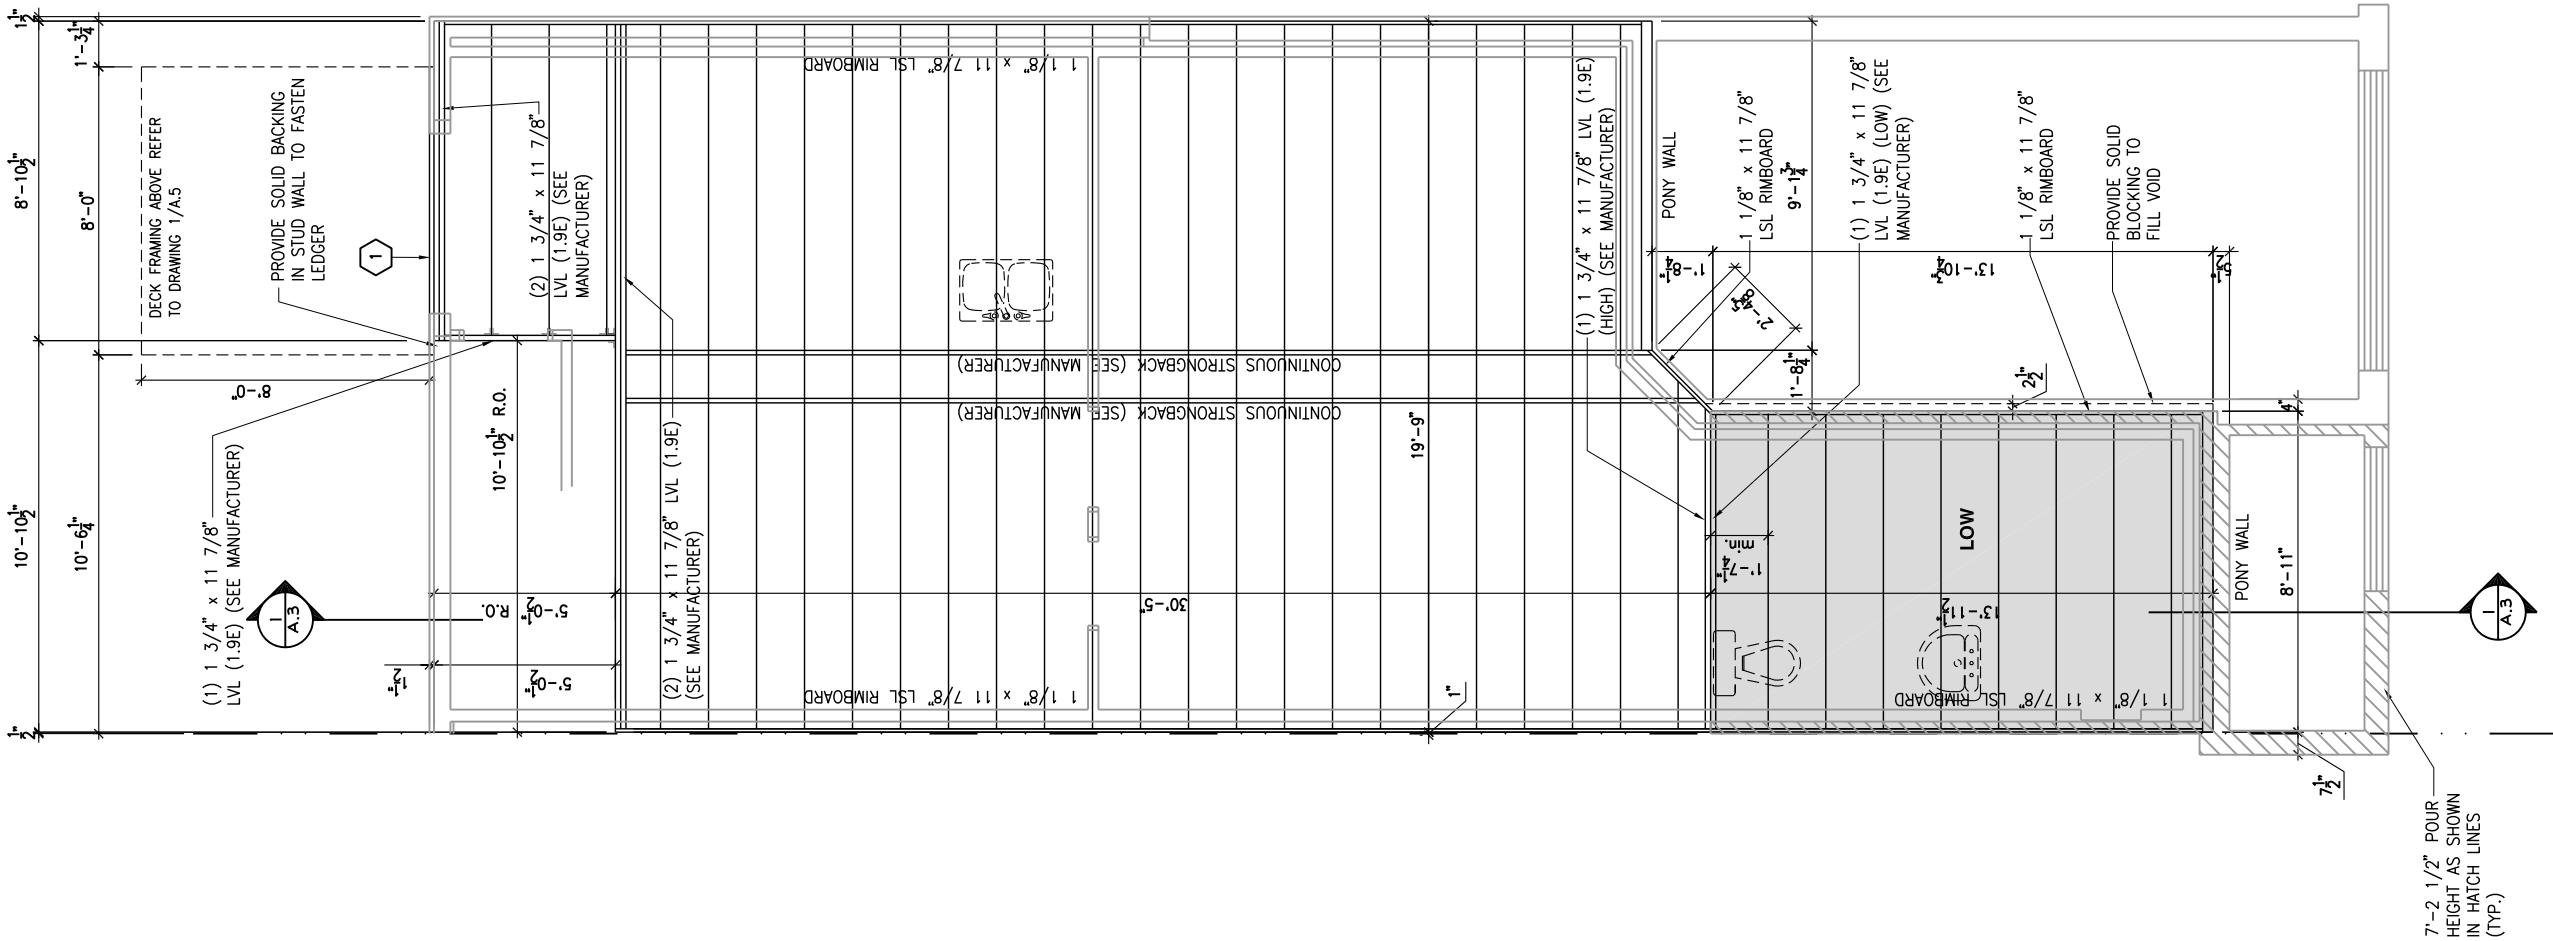 1 1/2"
8'-10 1/2"
10'-10 1/2"
1/2"
1'-3 1/4"
8'-0"
10'-6 1/4"
DECK FRAMING ABOVE REFER
TO DRAWING 1/A.5
8'-0"
PROVIDE SOLID BACKING
IN STUD WALL TO FASTEN
LEDGER
1
(1) 1 3/4" x 11 7/8"
LVL (1.9E) (SEE MANUFACTURER)
1
A.3
1 1/2"
10'-10 1/2" R.O.
5'-0 1/2"
R.O.
5'-0 1/2"
(2) 1 3/4" x 11 7/8"
LVL (1.9E) (SEE
MANUFACTURER)
(2) 1 3/4" x 11 7/8" LVL (1.9E)
(SEE MANUFACTURER)
1 1/8" x 11 7/8" LSL RIMBOARD
CONTINUOUS STRONGBACK (SEE MANUFACTURER)
CONTINUOUS STRONGBACK (SEE MANUFACTURER)
1 1/8" x 11 7/8" LSL RIMBOARD
30'-5"
19'-9"
1"
(1) 1 3/4" x 11 7/8" LVL (1.9E)
(HIGH) (SEE MANUFACTURER)
PONY WALL
1 1/8" x 11 7/8"
LSL RIMBOARD
9'-1 3/4"
1'-8 1/4"
(1) 1 3/4" x 11 7/8"
LVL (1.9E) (LOW) (SEE
MANUFACTURER)
1'-8 1/4"
2'-4 5/8"
13'-10 3/4"
5 1/2"
1 1/8" x 11 7/8"
LSL RIMBOARD
PROVIDE SOLID
BLOCKING TO
FILL VOID
2 1/2"
1'-7 1/4"
min.
LOW
13'-11 1/2"
1 1/8" x 11 7/8" LSL RIMBOARD
PONY WALL
4"
8'-11"
7 1/2"
7'-2 1/2" POUR
HEIGHT AS SHOWN
IN HATCH LINES
(TYP.)
1
A.3